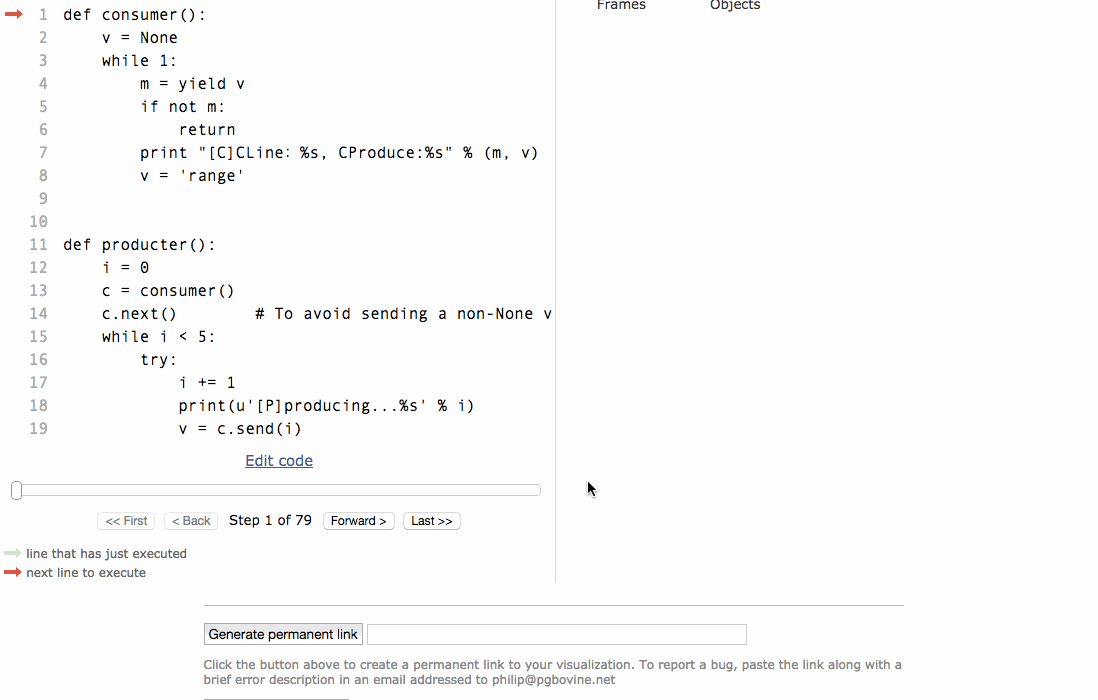 Frames Objects
1 def consumer():
2     v = None
3     while 1:
4         m = yield v
5         if not m:
6             return
7         print "[C]CLine: %s, CProduce:%s" % (m, v)
8         v = 'range'
9
10
11 def producter():
12     i = 0
13     c = consumer()
14     c.next()        # To avoid sending a non-None v
15     while i < 5:
16         try:
17             i += 1
18             print(u'[P]producing...%s' % i)
19             v = c.send(i)
Edit code
<< First < Back Step 1 of 79 Forward > Last >>
line that has just executed
next line to execute
Generate permanent link
Click the button above to create a permanent link to your visualization. To report a bug, paste the link along with a
brief error description in an email addressed to philip@pgbovine.net